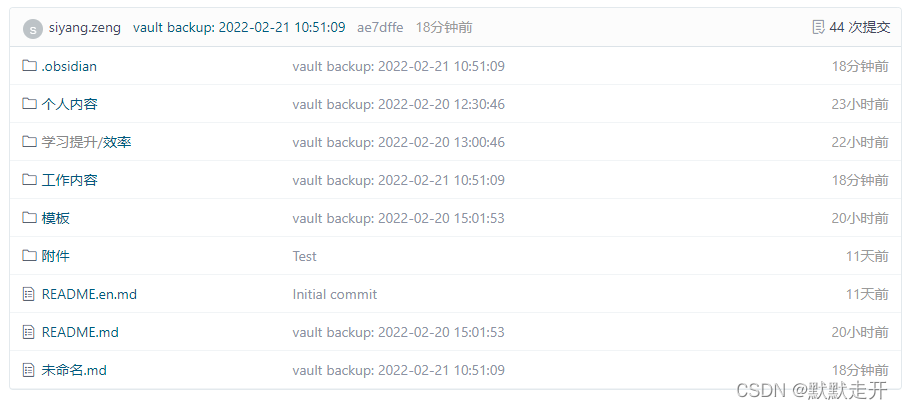 S siyang.zeng vault backup: 2022-02-21 10:51:09 ae7dffe 18分钟前 44 次提交
.obsidian vault backup: 2022-02-21 10:51:09 18分钟前
个人内容 vault backup: 2022-02-20 12:30:46 23小时前
学习提升/效率 vault backup: 2022-02-20 13:00:46 22小时前
工作内容 vault backup: 2022-02-21 10:51:09 18分钟前
模板 vault backup: 2022-02-20 15:01:53 20小时前
附件 Test 11天前
README.en.md Initial commit 11天前
README.md vault backup: 2022-02-20 15:01:53 20小时前
未命名.md vault backup: 2022-02-21 10:51:09 18分钟前
CSDN @默默走开